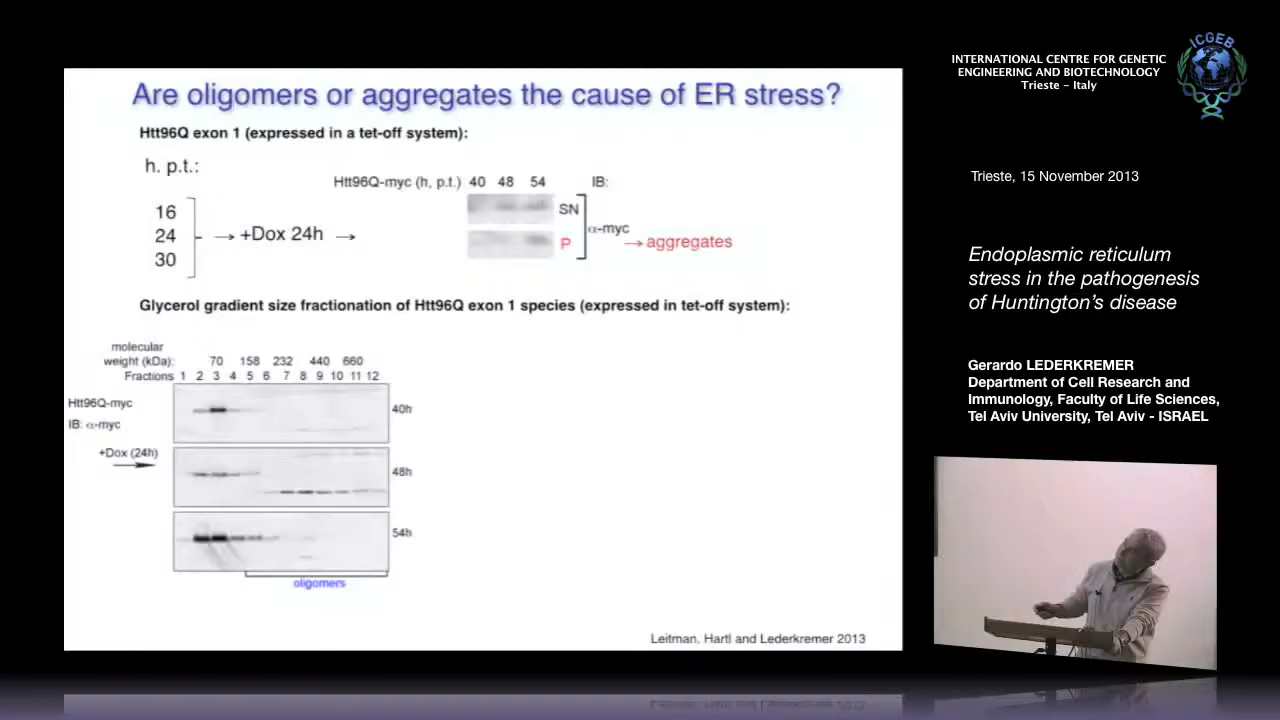 Are oligomers or aggregates the cause of ER stress?
Htt96Q exon 1 (expressed in a tet-off system):
h. p.t.:
16
24
30
→ +Dox 24h →
Htt96Q-myc (h, p.t.) 40 48 54 IB:
SN
α-myc
P
→ aggregates
Glycerol gradient size fractionation of Htt96Q exon 1 species (expressed in tet-off system):
molecular
weight (kDa): 70 158 232 440 660
Fractions 1 2 3 4 5 6 7 8 9 10 11 12
Htt96Q-myc
IB: α-myc
40h
+Dox (24h)
48h
54h
oligomers
Leitman, Hartl and Lederkremer 2013
INTERNATIONAL CENTRE FOR GENETIC
ENGINEERING AND BIOTECHNOLOGY
Trieste - Italy
ICGEB
Trieste, 15 November 2013
Endoplasmic reticulum
stress in the pathogenesis
of Huntington's disease
Gerardo LEDERKREMER
Department of Cell Research and
Immunology, Faculty of Life Sciences,
Tel Aviv University, Tel Aviv - ISRAEL